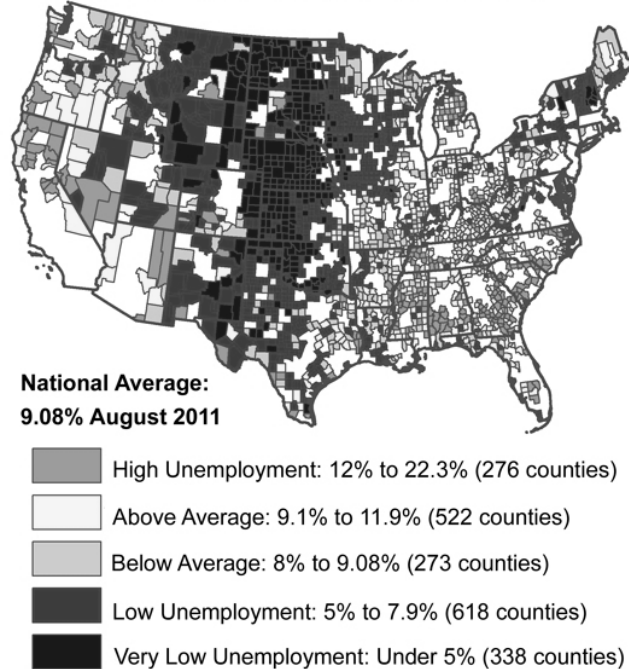 National Average:
9.08% August 2011
High Unemployment: 12% to 22.3% (276 counties)
Above Average: 9.1% to 11.9% (522 counties)
Below Average: 8% to 9.08% (273 counties)
Low Unemployment: 5% to 7.9% (618 counties)
Very Low Unemployment: Under 5% (338 counties)